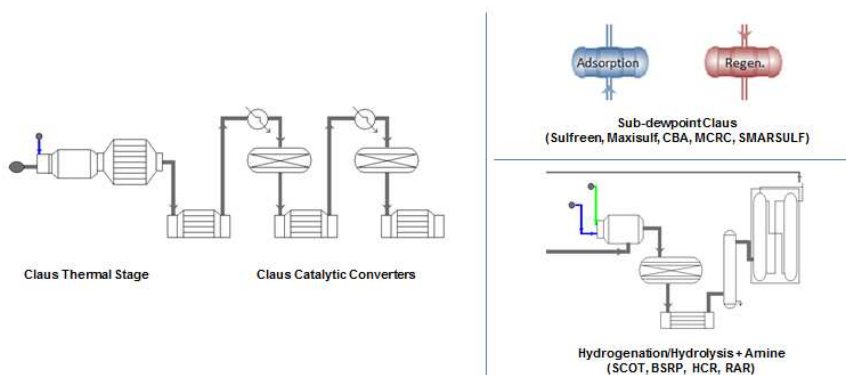 Claus Thermal Stage
Claus Catalytic Converters
Adsorption
Regen.
Sub-dewpoint Claus
(Sulfreen, Maxisulf, CBA, MCRC, SMARSULF)
Hydrogenation/Hydrolysis + Amine
(SCOT, BSRP, HCR, RAR)